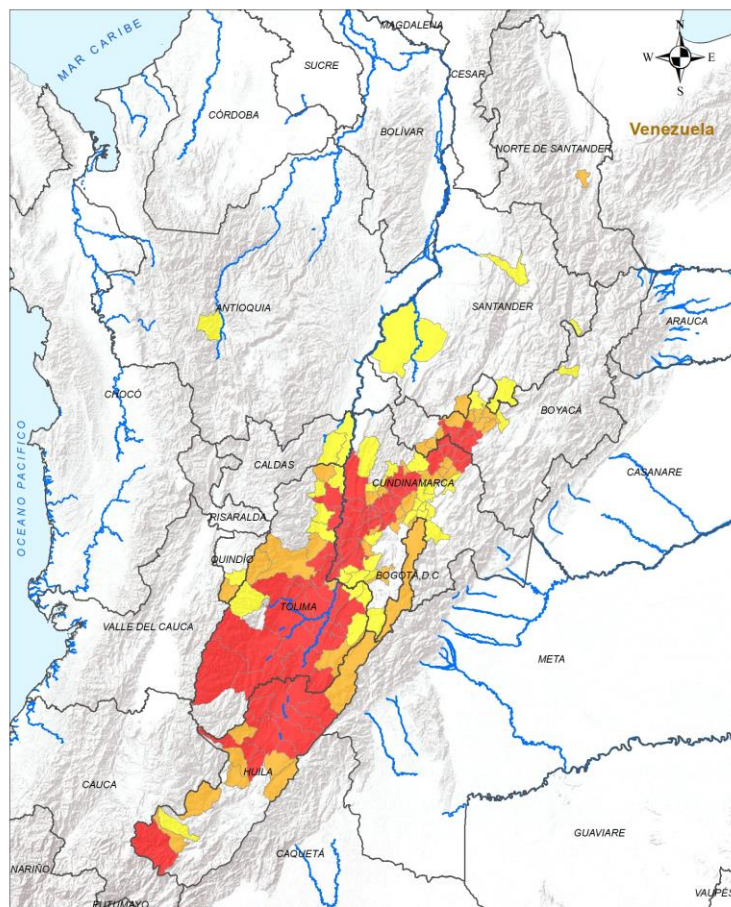 MAGDALENA
MAR CARIBE
N
W E
S
SUCRE
CESAR
CÓRDOBA
BOLÍVAR
Venezuela
NORTE DE SANTANDER
ANTIOQUIA
SANTANDER
ARAUCA
CHOCÓ
BOYACÁ
CALDAS
CASANARE
CUNDINAMARCA
OCEANO PACIFICO
RISARALDA
QUINDÍO
BOGOTÁ, D.C
TOLIMA
VALLE DEL CAUCA
META
HUILA
CAUCA
GUAVIARE
CAQUETÁ
NARIÑO
PUTUMAYO
VAUPÉS